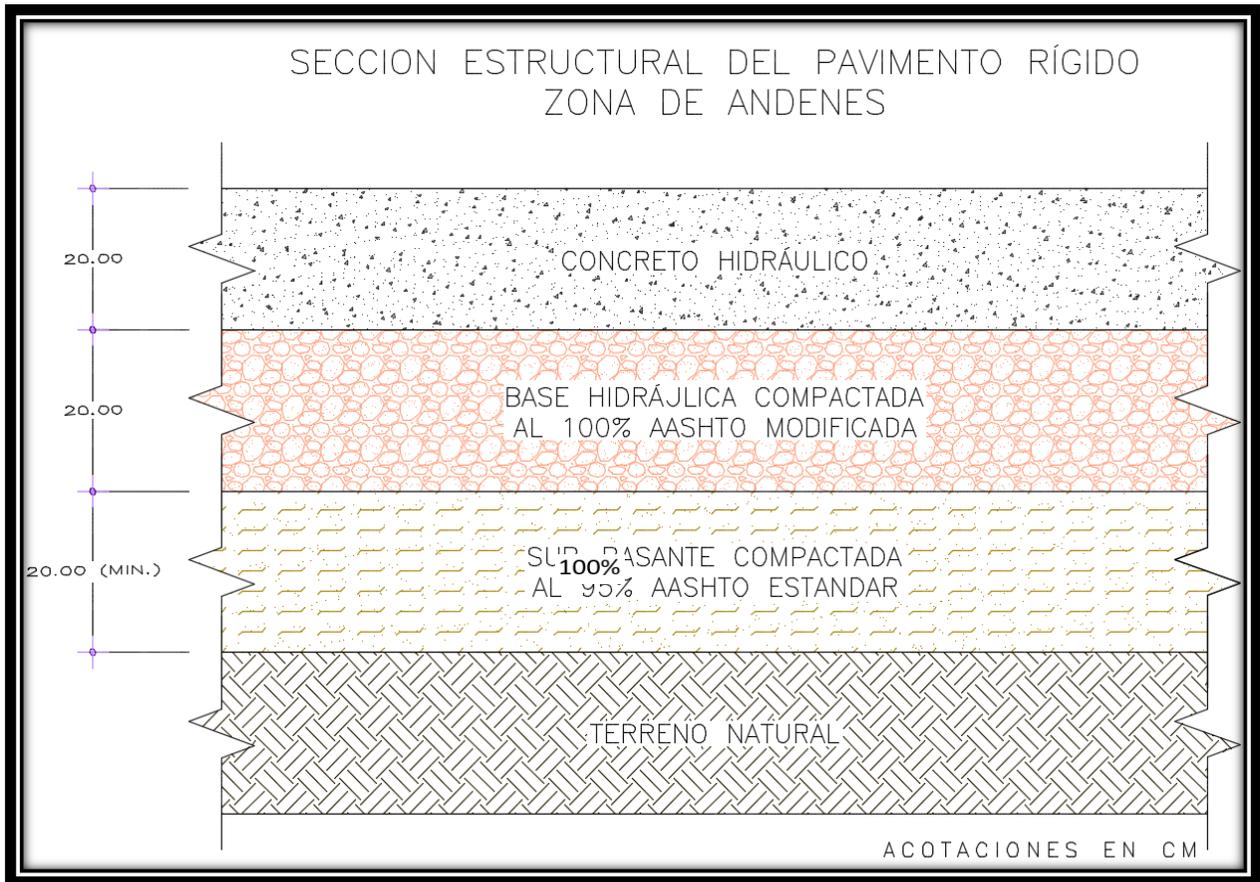 SECCION ESTRUCTURAL DEL PAVIMENTO RÍGIDO
ZONA DE ANDENES
20.00
CONCRETO HIDRÁULICO
20.00
BASE HIDRÁJLICA COMPACTADA
AL 100% AASHTO MODIFICADA
20.00 (MIN.)
COMPACTADA
100%
AL 95% AASHTO ESTANDAR
TERRENO NATURAL
ACOTACIONES EN CM